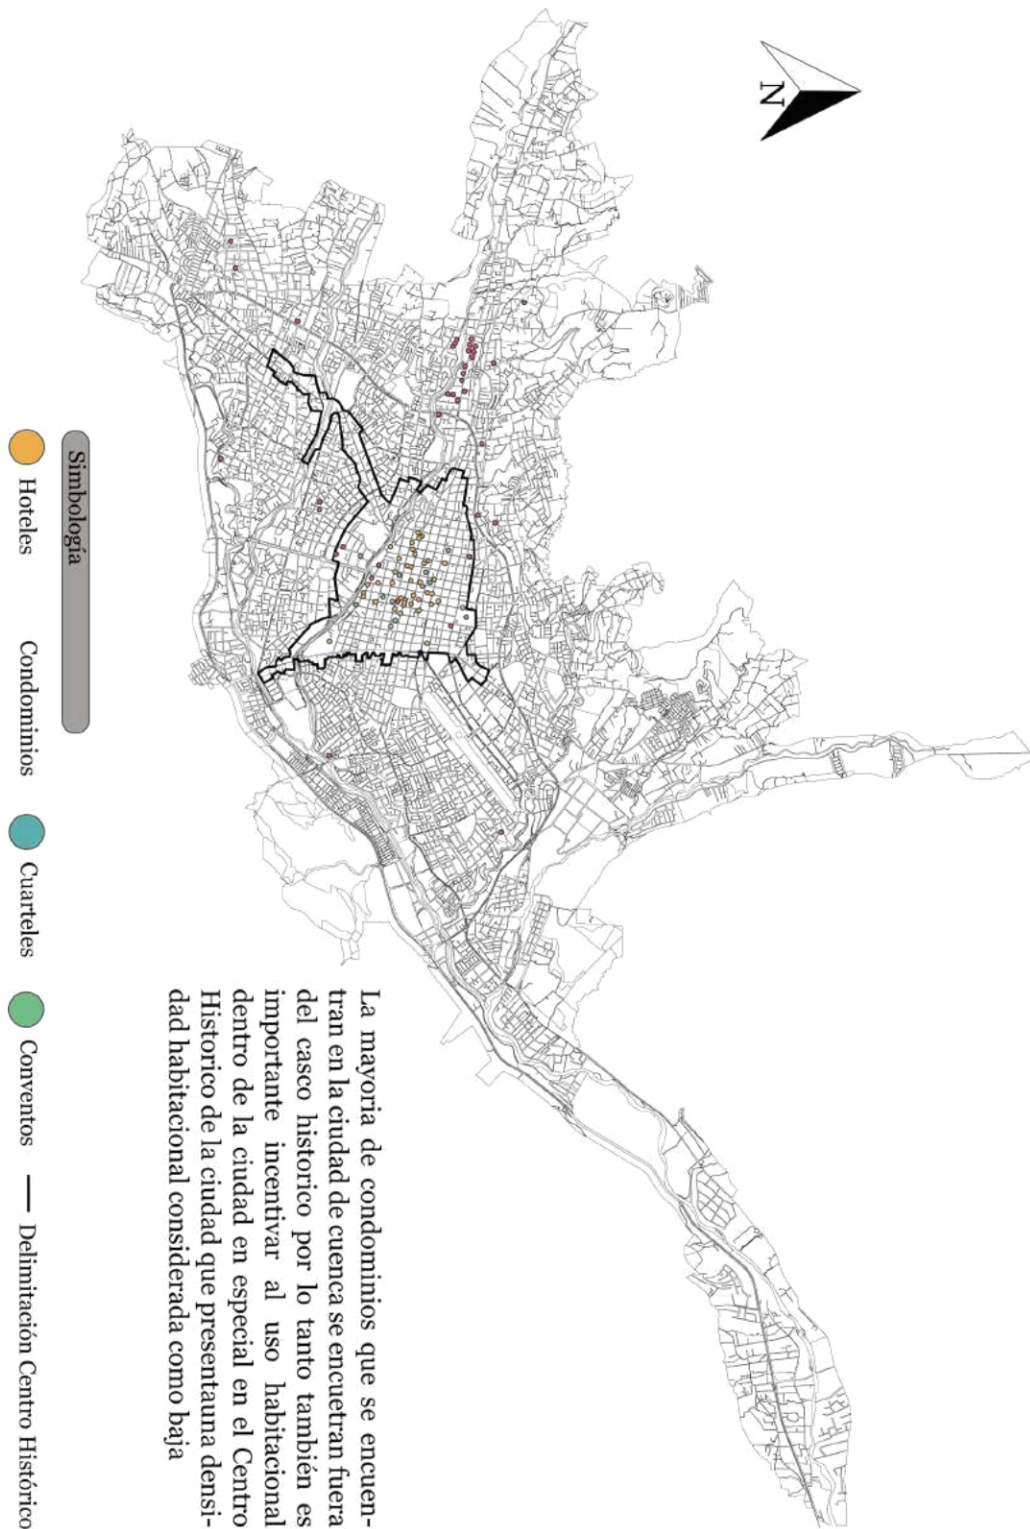 N
La mayoria de condominios que se encuen-
tran en la ciudad de cuenca se encuetran fuera
del casco historico por lo tanto también es
importante incentivar al uso habitacional
dentro de la ciudad en especial en el Centro
Historico de la ciudad que presentauna densi-
dad habitacional considerada como baja
Simbología
Hoteles
Condominios
Cuarteles
Conventos
Delimitación Centro Histórico